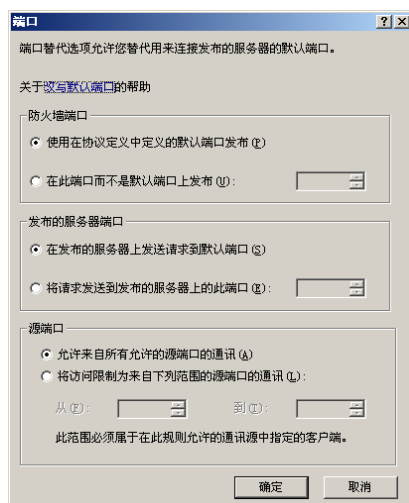 端口
端口替代选项允许您替代用来连接发布的服务器的默认端口。
关于改写默认端口的帮助
防火墙端口
使用在协议定义中定义的默认端口发布(P)
在此端口而不是默认端口上发布(U):
发布的服务器端口
在发布的服务器上发送请求到默认端口(S)
将请求发送到发布的服务器上的此端口(E):
源端口
允许来自所有允许的源端口的通讯(A)
将访问限制为来自下列范围的源端口的通讯(L):
从(F): 到(T):
此范围必须属于在此规则允许的通讯源中指定的客户端。
确定 取消